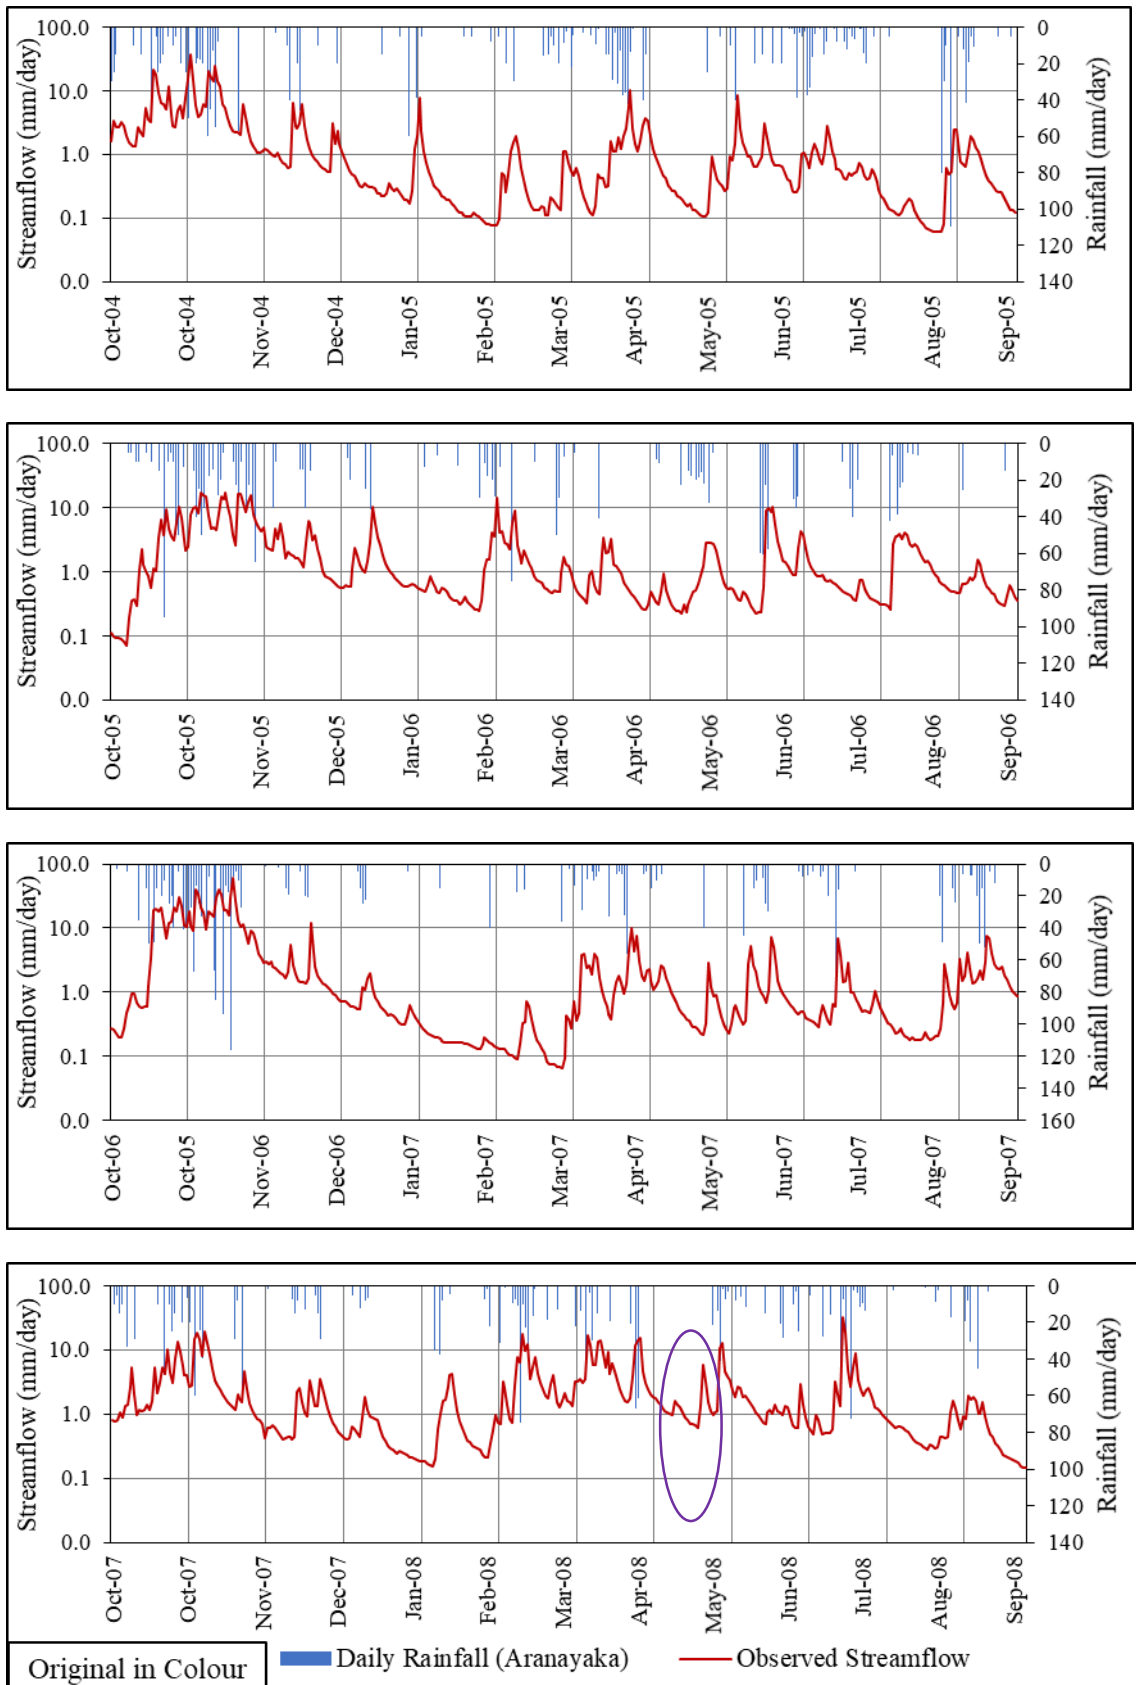 Streamflow (mm/day)
100.0
10.0
1.0
0.1
0.0
0
20
40
60
80
100
120
140
Rainfall (mm/day)
Oct-04
Oct-04
Nov-04
Dec-04
Jan-05
Feb-05
Mar-05
Apr-05
May-05
Jun-05
Jul-05
Aug-05
Sep-05
Streamflow (mm/day)
100.0
10.0
1.0
0.1
0.0
0
20
40
60
80
100
120
140
Rainfall (mm/day)
Oct-05
Oct-05
Nov-05
Dec-05
Jan-06
Feb-06
Mar-06
Apr-06
May-06
Jun-06
Jul-06
Aug-06
Sep-06
Streamflow (mm/day)
100.0
10.0
1.0
0.1
0.0
0
20
40
60
80
100
120
140
160
Rainfall (mm/day)
Oct-06
Oct-05
Nov-06
Dec-06
Jan-07
Feb-07
Mar-07
Apr-07
May-07
Jun-07
Jul-07
Aug-07
Sep-07
Streamflow (mm/day)
100.0
10.0
1.0
0.1
0.0
0
20
40
60
80
100
120
140
Rainfall (mm/day)
Oct-07
Oct-07
Nov-07
Dec-07
Jan-08
Feb-08
Mar-08
Apr-08
May-08
Jun-08
Jul-08
Aug-08
Sep-08
Original in Colour
Daily Rainfall (Aranayaka)
Observed Streamflow